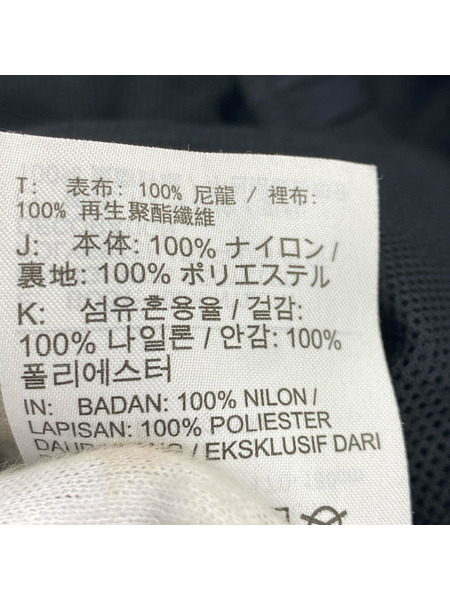 T: 表布: 100% 尼龍 / 裡布:
100% 再生聚酯纖維
J: 本体: 100% ナイロン /
裏地: 100% ポリエステル
K: 섬유혼용율 / 겉감:
100% 나일론 / 안감: 100%
폴리에스터
IN: BADAN: 100% NILON /
LAPISAN: 100% POLIESTER
DAUR / EKSKLUSIF DARI